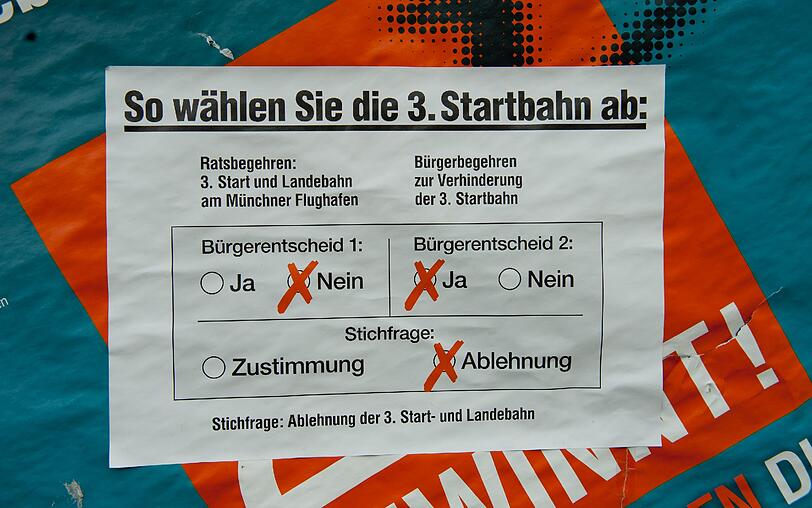 So wählen Sie die 3. Startbahn ab:
Ratsbegehren:
3. Start und Landebahn
am Münchner Flughafen
Bürgerbegehren
zur Verhinderung
der 3. Startbahn
Bürgerentscheid 1:
Ja Nein
Bürgerentscheid 2:
Ja Nein
Stichfrage:
Zustimmung Ablehnung
Stichfrage: Ablehnung der 3. Start- und Landebahn